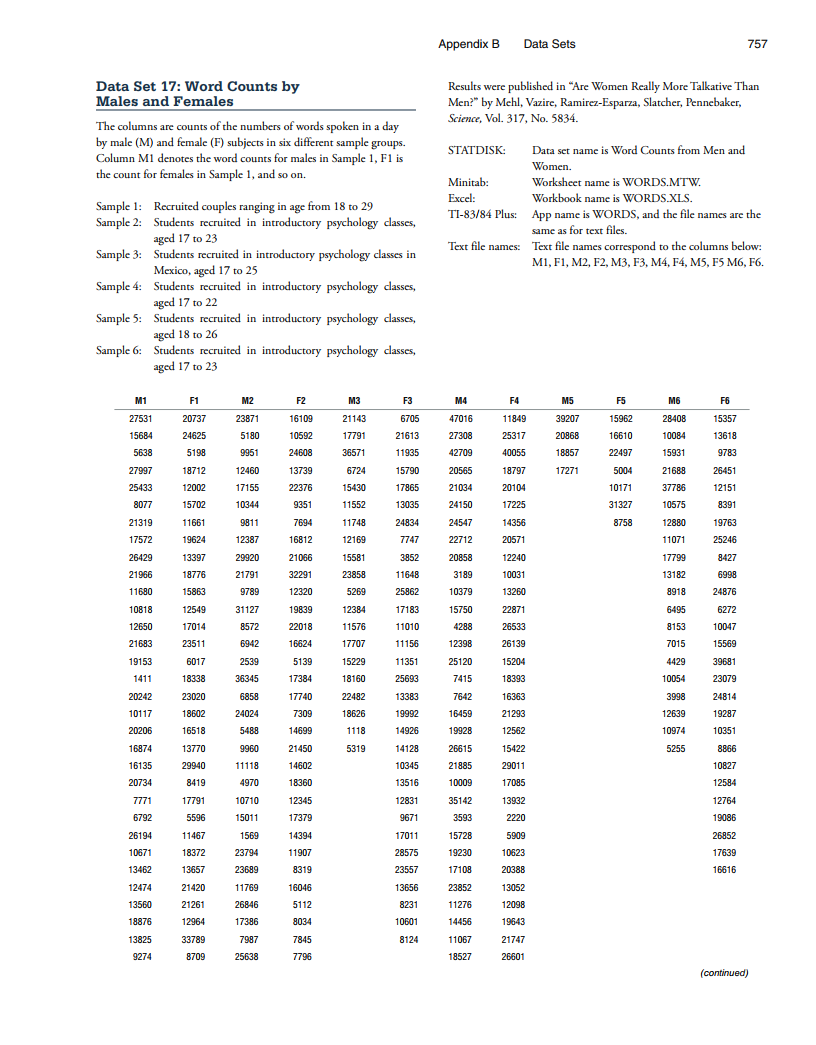 Appendix B Data Sets 757
Data Set 17: Word Counts by
Males and Females
The columns are counts of the numbers of words spoken in a day
by male (M) and female (F) subjects in six different sample groups.
Column M1 denotes the word counts for males in Sample 1, F1 is
the count for females in Sample 1, and so on.
Sample 1: Recruited couples ranging in age from 18 to 29
Sample 2: Students recruited in introductory psychology classes,
aged 17 to 23
Sample 3: Students recruited in introductory psychology classes in
Mexico, aged 17 to 25
Sample 4: Students recruited in introductory psychology classes,
aged 17 to 22
Sample 5: Students recruited in introductory psychology classes,
aged 18 to 26
Sample 6: Students recruited in introductory psychology classes,
aged 17 to 23
Results were published in “Are Women Really More Talkative Than
Men?” by Mehl, Vazire, Ramirez-Esparza, Slatcher, Pennebaker,
Science, Vol. 317, No. 5834.
STATDISK: Data set name is Word Counts from Men and
Women.
Minitab: Worksheet name is WORDS.MTW.
Excel: Workbook name is WORDS.XLS.
TI-83/84 Plus: App name is WORDS, and the file names are the
same as for text files.
Text file names: Text file names correspond to the columns below:
M1, F1, M2, F2, M3, F3, M4, F4, M5, F5 M6, F6.
M1 F1 M2 F2 M3 F3 M4 F4 M5 F5 M6 F6
27531 20737 23871 16109 21143 6705 47016 11849 39207 15962 28408 15357
15684 24625 5180 10592 17791 21613 27308 25317 20868 16610 10084 13618
5638 5198 9951 24608 36571 11935 42709 40055 18857 22497 15931 9783
27997 18712 12460 13739 6724 15790 20565 18797 17271 5004 21688 26451
25433 12002 17155 22376 15430 17865 21034 20104 10171 37786 12151
8077 15702 10344 9351 11552 13035 24150 17225 31327 10575 8391
21319 11661 9811 7694 11748 24834 24547 14356 8758 12880 19763
17572 19624 12387 16812 12169 7747 22712 20571 11071 25246
26429 13397 29920 21066 15581 3852 20858 12240 17799 8427
21966 18776 21791 32291 23858 11648 3189 10031 13182 6998
11680 15863 9789 12320 5269 25862 10379 13260 8918 24876
10818 12549 31127 19839 12384 17183 15750 22871 6495 6272
12650 17014 8572 22018 11576 11010 4288 26533 8153 10047
21683 23511 6942 16624 17707 11156 12398 26139 7015 15569
19153 6017 2539 5139 15229 11351 25120 15204 4429 39681
1411 18338 36345 17384 18160 25693 7415 18393 10054 23079
20242 23020 6858 17740 22482 13383 7642 16363 3998 24814
10117 18602 24024 7309 18626 19992 16459 21293 12639 19287
20206 16518 5488 14699 1118 14926 19928 12562 10974 10351
16874 13770 9960 21450 5319 14128 26615 15422 5255 8866
16135 29940 11118 14602 10345 21885 29011 10827
20734 8419 4970 18360 13516 10009 17085 12584
7771 17791 10710 12345 12831 35142 13932 12764
6792 5596 15011 17379 9671 3593 2220 19086
26194 11467 1569 14394 17011 15728 5909 26852
10671 18372 23794 11907 28575 19230 10623 17639
13462 13657 23689 8319 23557 17108 20388 16616
12474 21420 11769 16046 13656 23852 13052
13560 21261 26846 5112 8231 11276 12098
18876 12964 17386 8034 10601 14456 19643
13825 33789 7987 7845 8124 11067 21747
9274 8709 25638 7796 18527 26601
(continued)